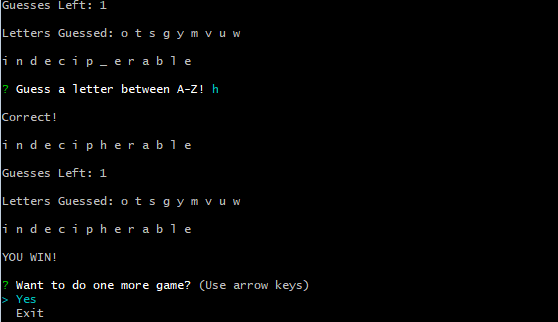 Guesses Left: 1
Letters Guessed: o t s g y m v u w
i n d e c i p _ e r a b l e
? Guess a letter between A-Z! h
Correct!
i n d e c i p h e r a b l e
Guesses Left: 1
Letters Guessed: o t s g y m v u w
i n d e c i p h e r a b l e
YOU WIN!
? Want to do one more game? (Use arrow keys)
> Yes
Exit